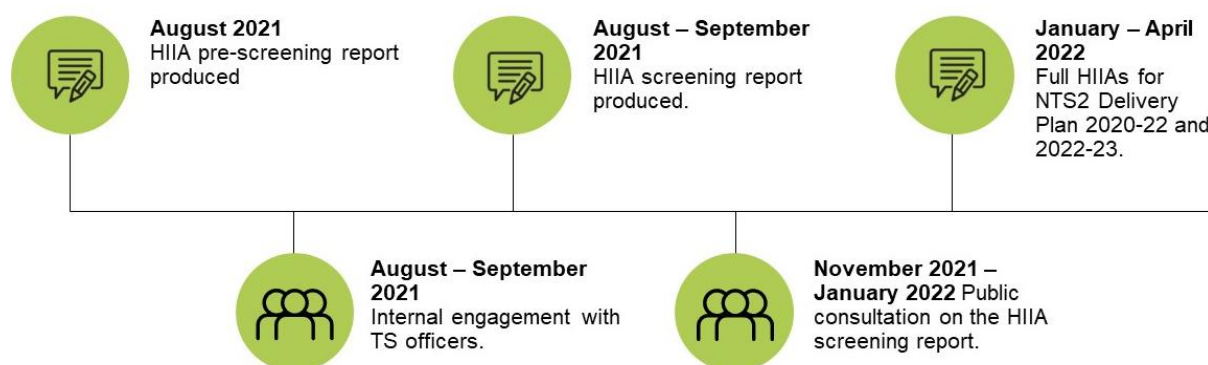 August 2021
HIIA pre-screening report
produced
August – September
2021
Internal engagement with
TS officers.
August – September
2021
HIIA screening report
produced.
November 2021 –
January 2022 Public
consultation on the HIIA
screening report.
January – April
2022
Full HIIAs for
NTS2 Delivery
Plan 2020-22 and
2022-23.